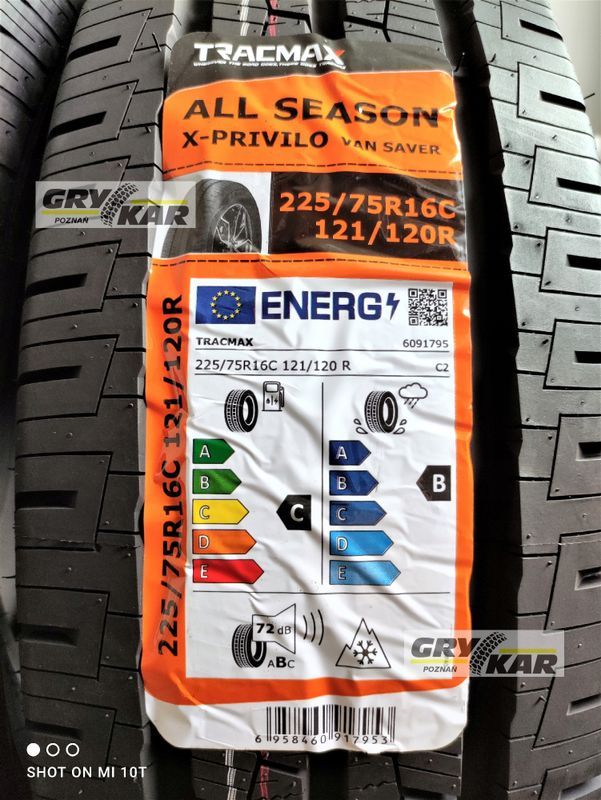 TRACMAX
ALL SEASON
X-PRIVILO VAN SAVER
225/75R16C
121/120R
GRY KAR
POZNAŃ
ENERG
TRACMAX 6091795
225/75R16C 121/120 R C2
225/75R16C 121/120R
A A
B B B
C C C
D D
E E
72 dB
ABC
GRY KAR
POZNAŃ
6 958460 917953
SHOT ON MI 10T